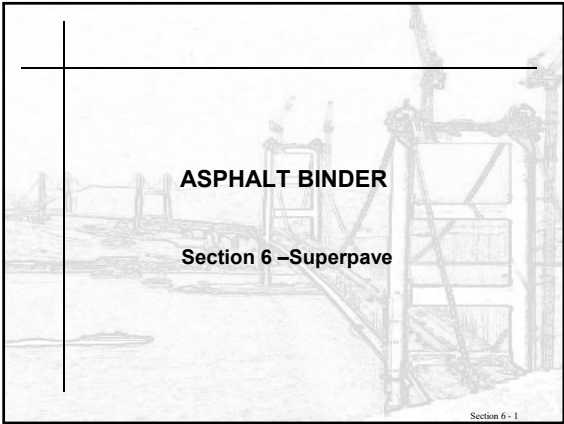 ASPHALT BINDER
Section 6 –Superpave
Section 6 - 1